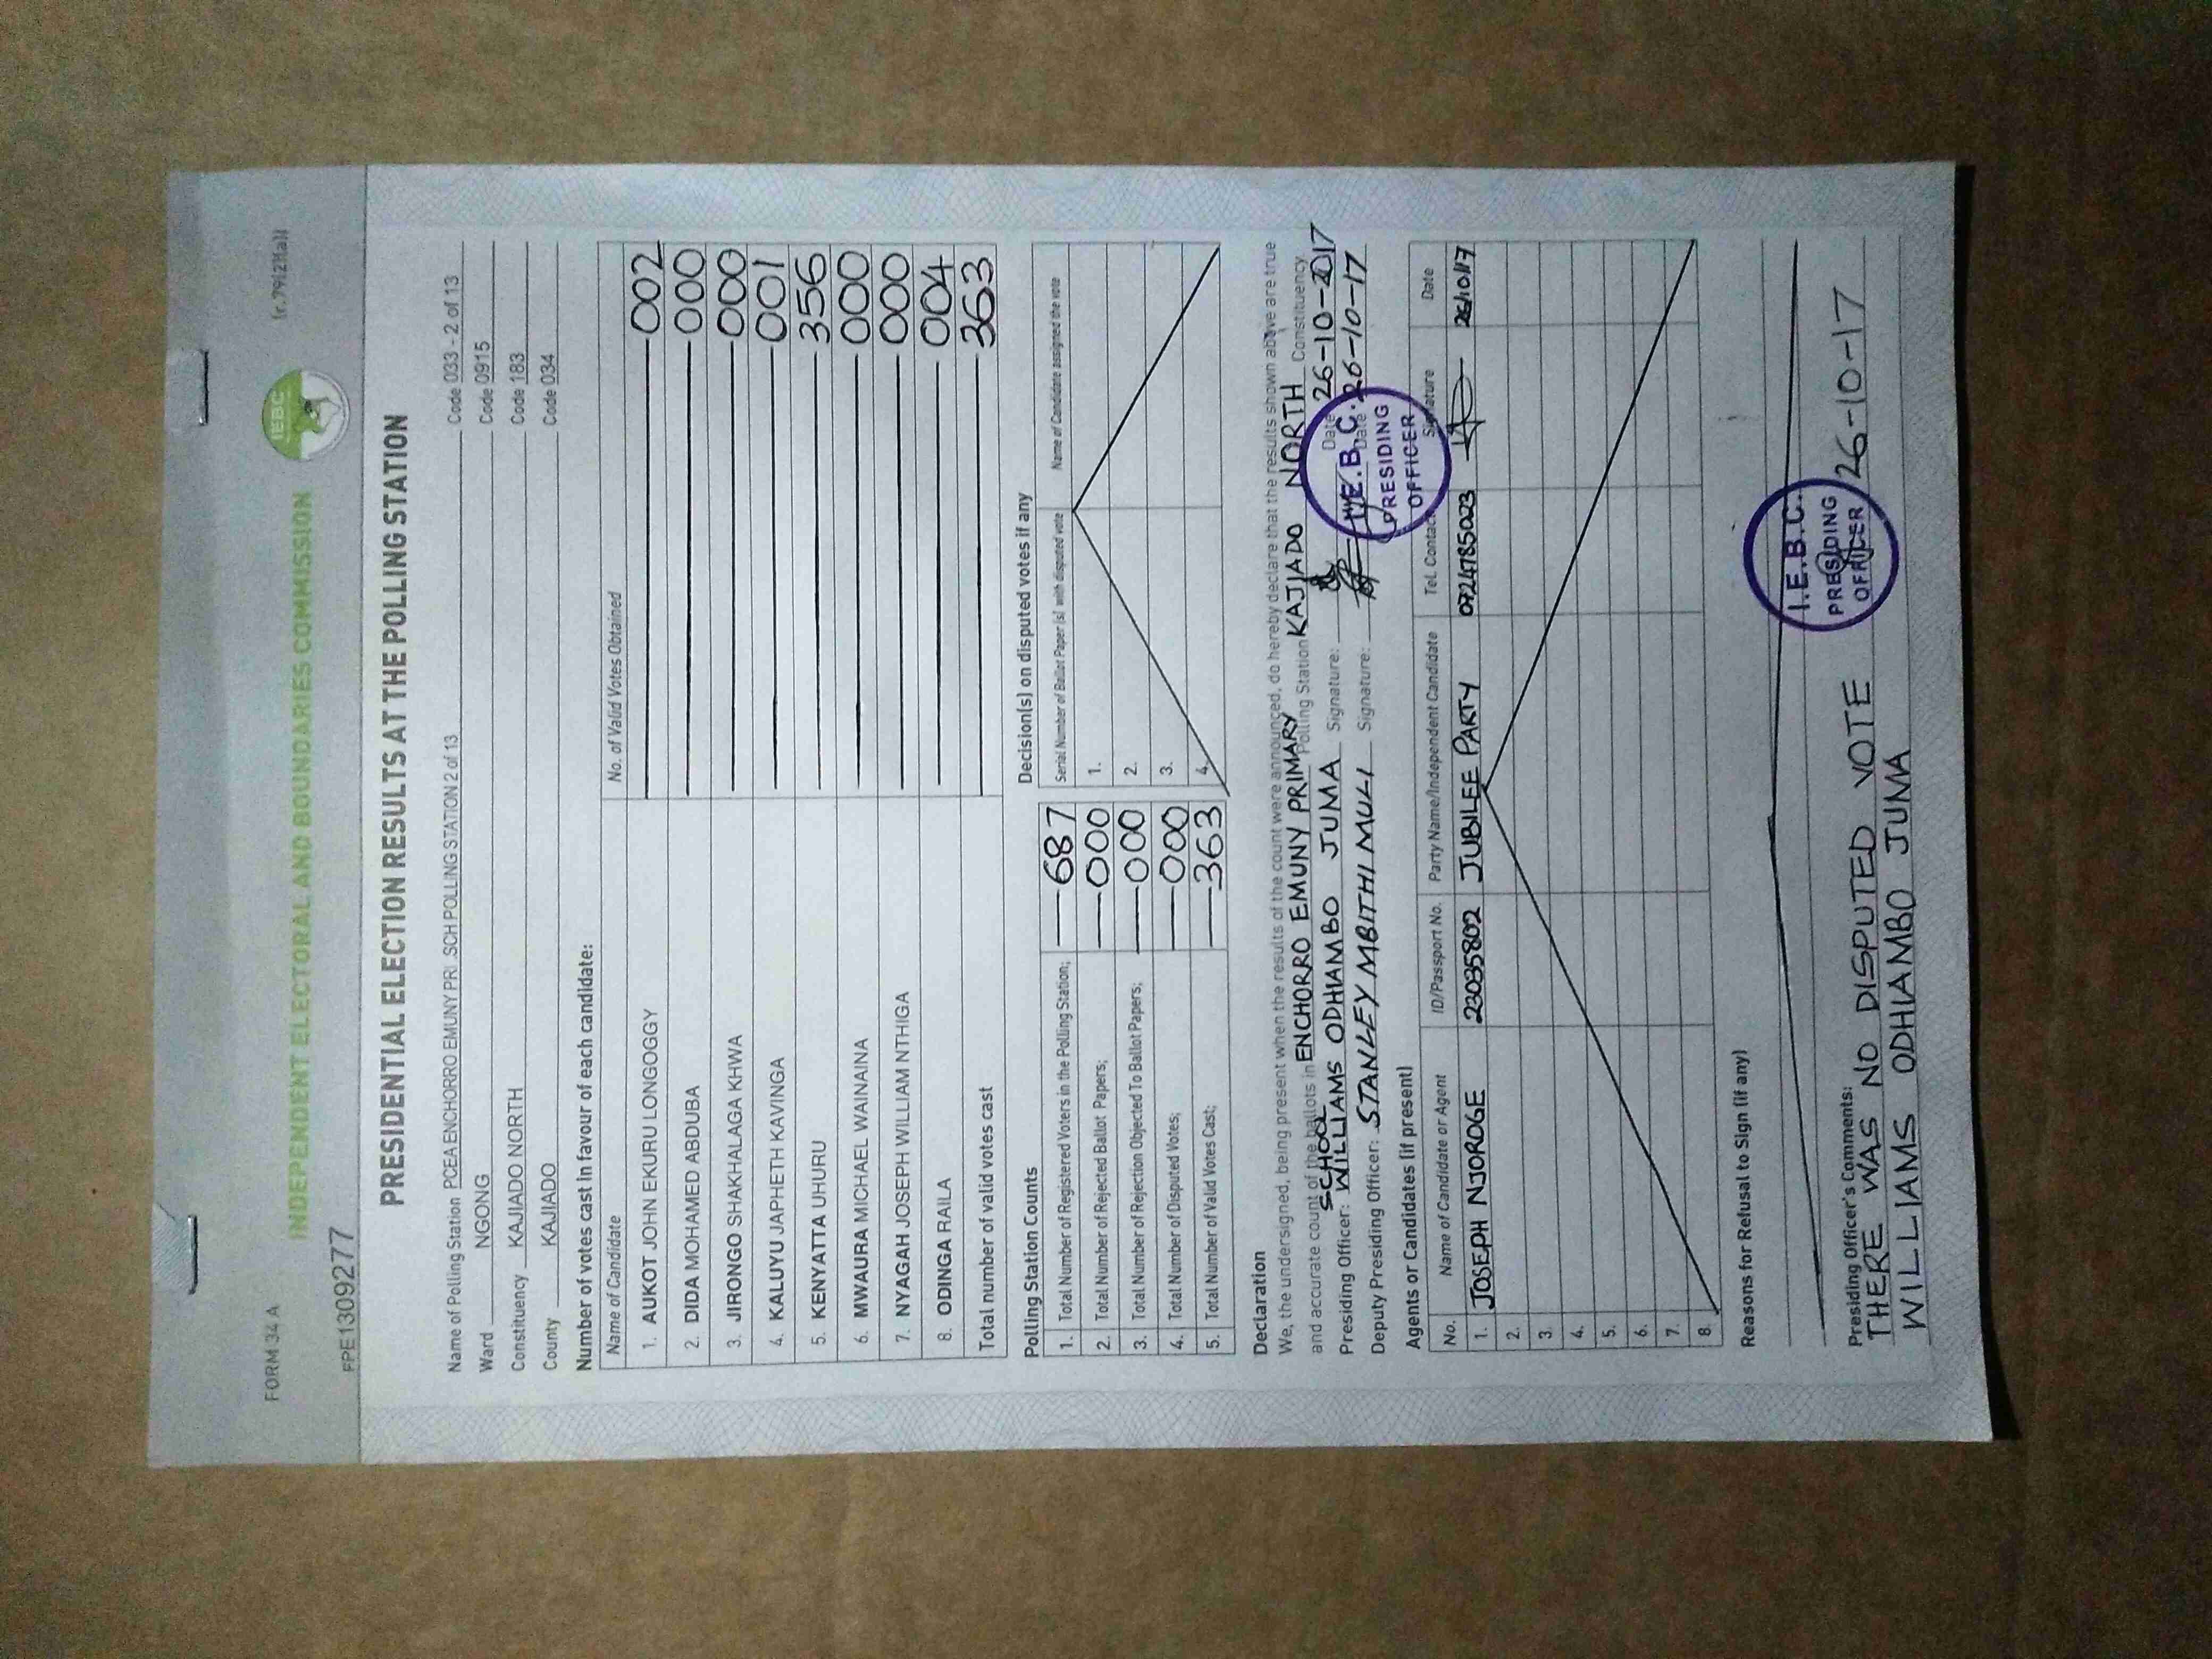 FORM 34 A
(r.79(2)(a))
INDEPENDENT ELECTORAL AND BOUNDARIES COMMISSION
IEBC
FPE1309277
PRESIDENTIAL ELECTION RESULTS AT THE POLLING STATION
Name of Polling Station PCEA ENCHORRO EMUNY PRI .SCH POLLING STATION 2 of 13 Code 033 - 2 of 13
Ward NGONG Code 0915
Constituency KAJIADO NORTH Code 183
County KAJIADO Code 034
Number of votes cast in favour of each candidate:
Name of Candidate No. of Valid Votes Obtained
1. AUKOT JOHN EKURU LONGOGGY 002
2. DIDA MOHAMED ABDUBA 000
3. JIRONGO SHAKHALAGA KHWA 000
4. KALUYU JAPHETH KAVINGA 001
5. KENYATTA UHURU 356
6. MWAURA MICHAEL WAINAINA 000
7. NYAGAH JOSEPH WILLIAM NTHIGA 000
8. ODINGA RAILA 004
Total number of valid votes cast 363
Polling Station Counts
1. Total Number of Registered Voters in the Polling Station; 687
2. Total Number of Rejected Ballot Papers; 000
3. Total Number of Rejection Objected To Ballot Papers; 000
4. Total Number of Disputed Votes; 000
5. Total Number of Valid Votes Cast; 363
Decision(s) on disputed votes if any
Serial Number of Ballot Paper (s) with disputed vote Name of Candidate assigned the vote
1.
2.
3.
4.
Declaration
We, the undersigned, being present when the results of the count were announced, do hereby declare that the results shown above are true
and accurate count of the ballots in ENCHORRO EMUNY PRIMARY SCHOOL Polling Station KAJIADO NORTH Constituency
Presiding Officer: WILLIAMS ODHIAMBO JUMA Signature: Date 26-10-2017
Deputy Presiding Officer: STANLEY MBITHI MULI Signature: Date 26-10-17
I.E.B.C.
PRESIDING
OFFICER
Agents or Candidates (if present)
No. Name of Candidate or Agent ID/Passport No. Party Name/Independent Candidate Tel. Contact Signature Date
1. JOSEPH NJOROGE 23035802 JUBILEE PARTY 0724785023 26/10/17
2.
3.
4.
5.
6.
7.
8.
Reasons for Refusal to Sign (if any)
Presiding Officer's Comments:
THERE WAS NO DISPUTED VOTE
WILLIAMS ODHIAMBO JUMA
I.E.B.C.
PRESIDING
OFFICER
26-10-17